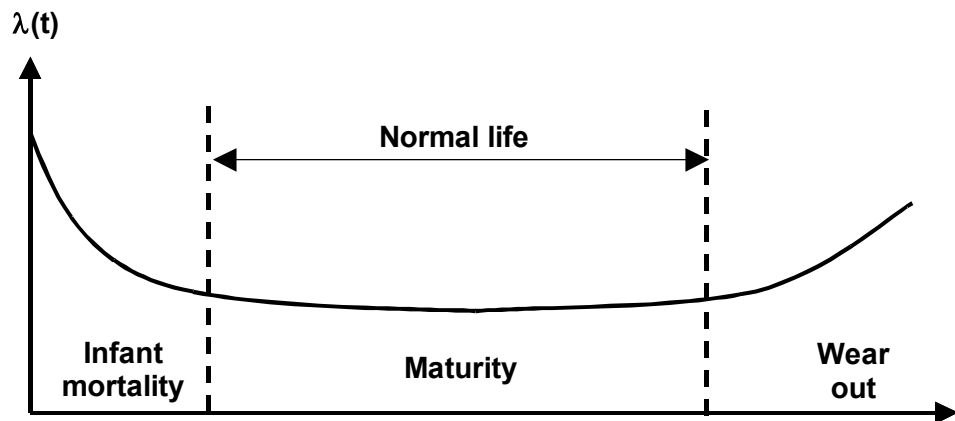 λ(t)
Normal life
Infant
mortality
Maturity
Wear
out